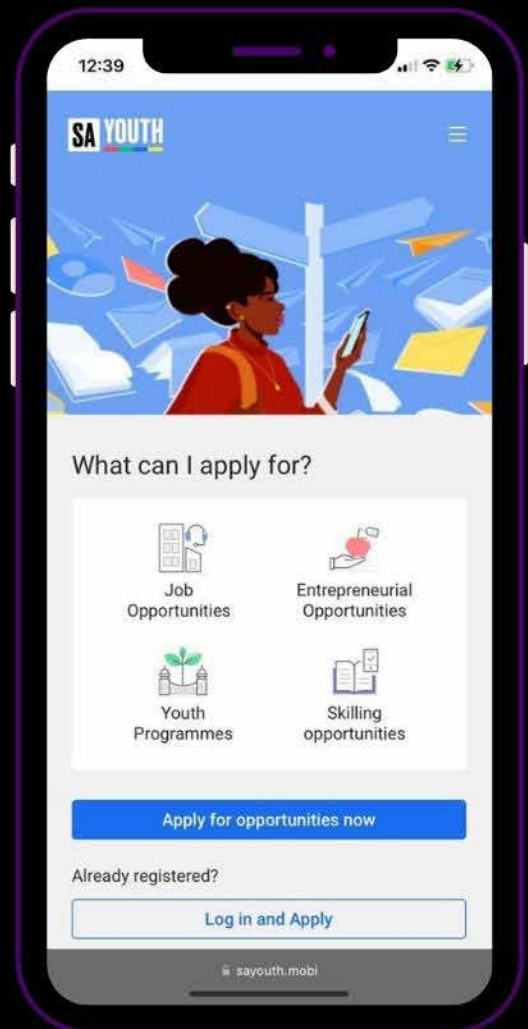 12:39
SA YOUTH
What can I apply for?
Job
Opportunities
Entrepreneurial
Opportunities
Youth
Programmes
Skilling
opportunities
Apply for opportunities now
Already registered?
Log in and Apply
sayouth.mobi